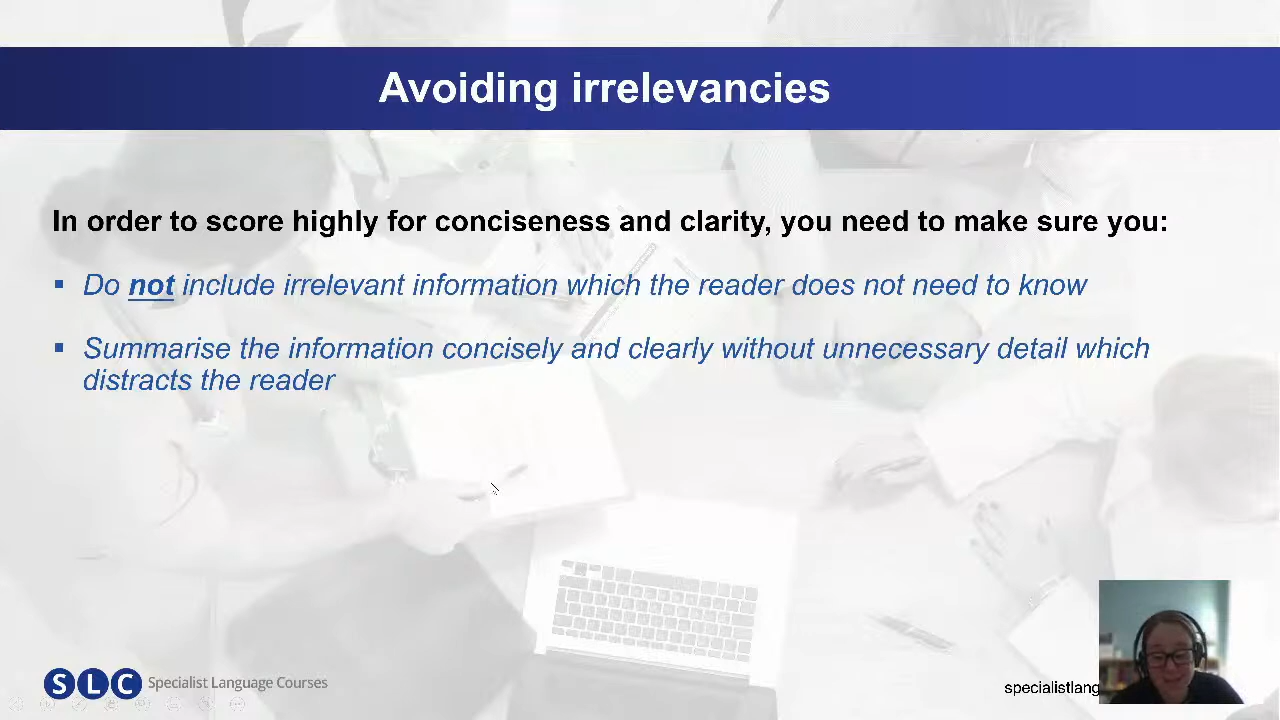 Avoiding irrelevancies
In order to score highly for conciseness and clarity, you need to make sure you:
▪ Do not include irrelevant information which the reader does not need to know
▪ Summarise the information concisely and clearly without unnecessary detail which
distracts the reader
SLC Specialist Language Courses
specialistlang